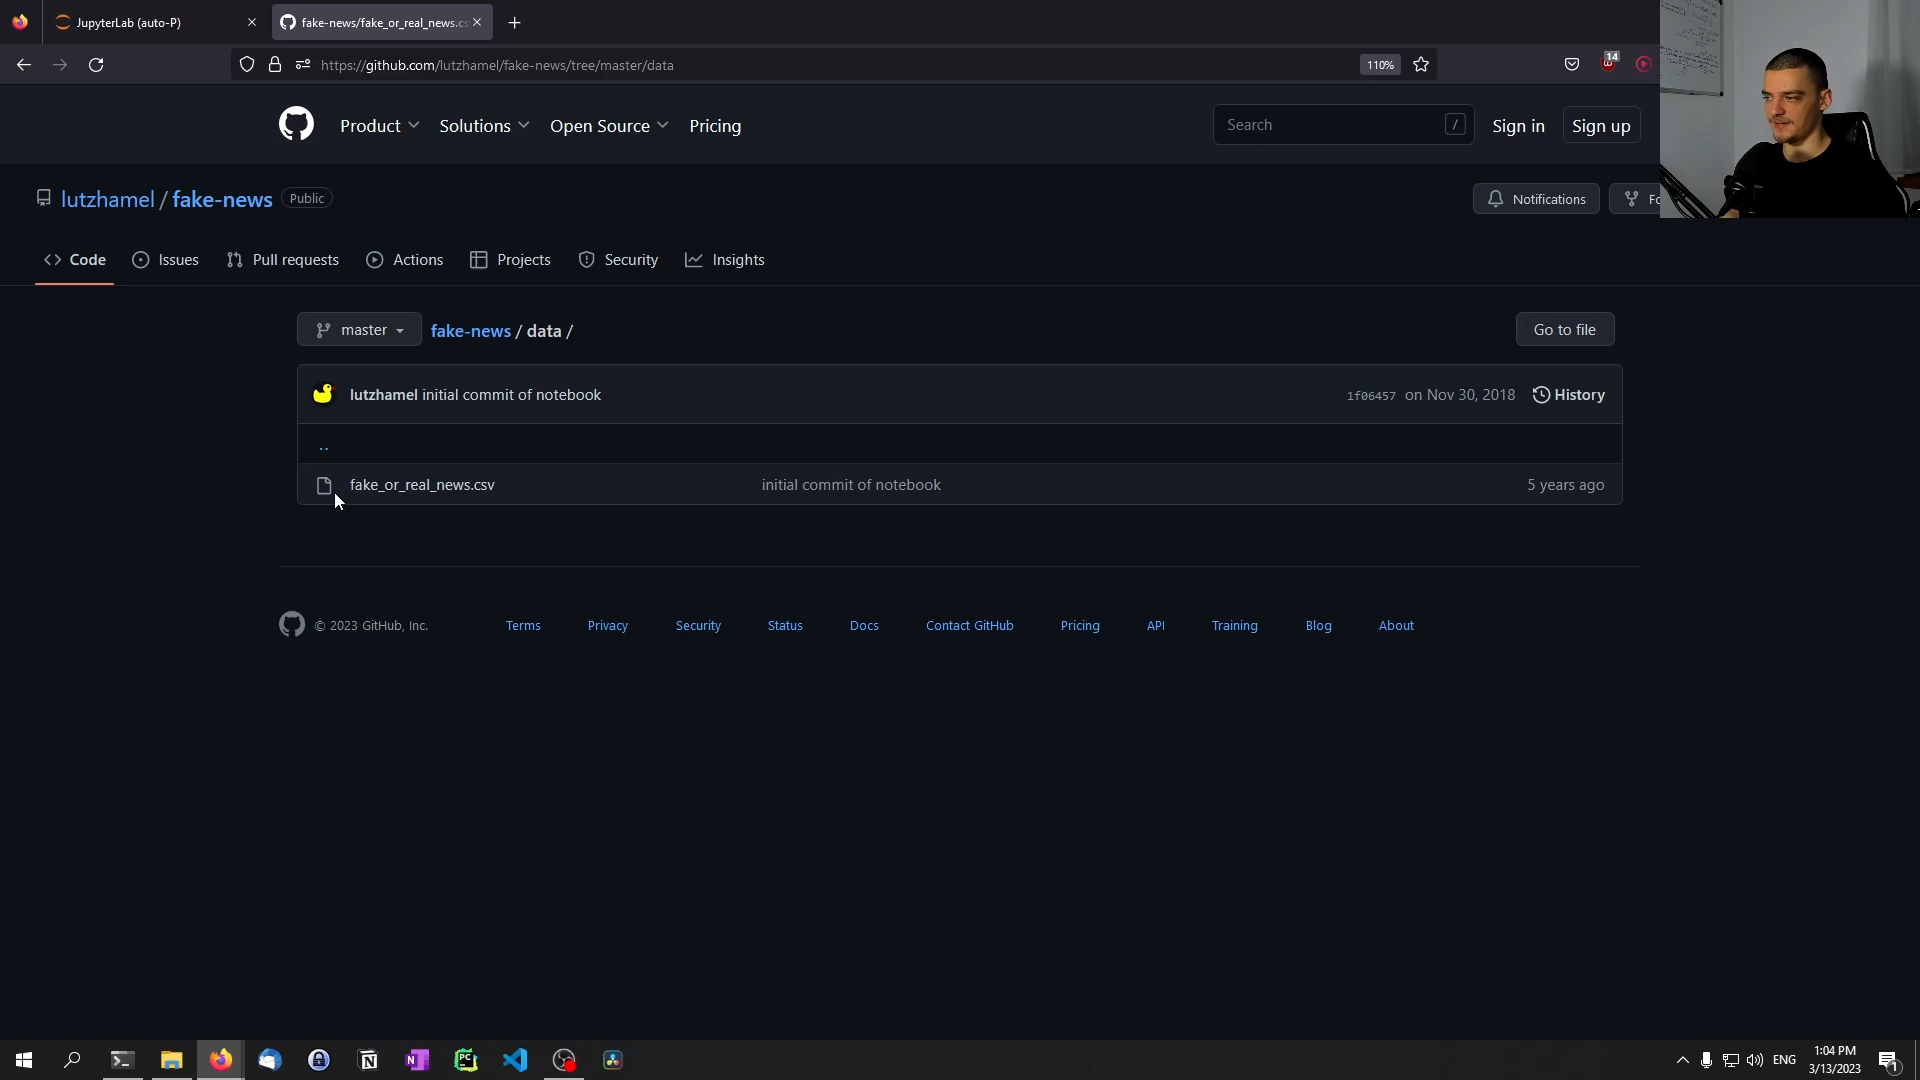 JupyterLab (auto-P)
fake-news/fake_or_real_news.cs
https://github.com/lutzhamel/fake-news/tree/master/data
110%
14
Product
Solutions
Open Source
Pricing
Search
/
Sign in
Sign up
lutzhamel / fake-news
Public
Notifications
Fo
Code
Issues
Pull requests
Actions
Projects
Security
Insights
master
fake-news / data /
Go to file
lutzhamel initial commit of notebook
1f06457 on Nov 30, 2018
History
..
fake_or_real_news.csv
initial commit of notebook
5 years ago
© 2023 GitHub, Inc.
Terms
Privacy
Security
Status
Docs
Contact GitHub
Pricing
API
Training
Blog
About
ENG
1:04 PM
3/13/2023
1